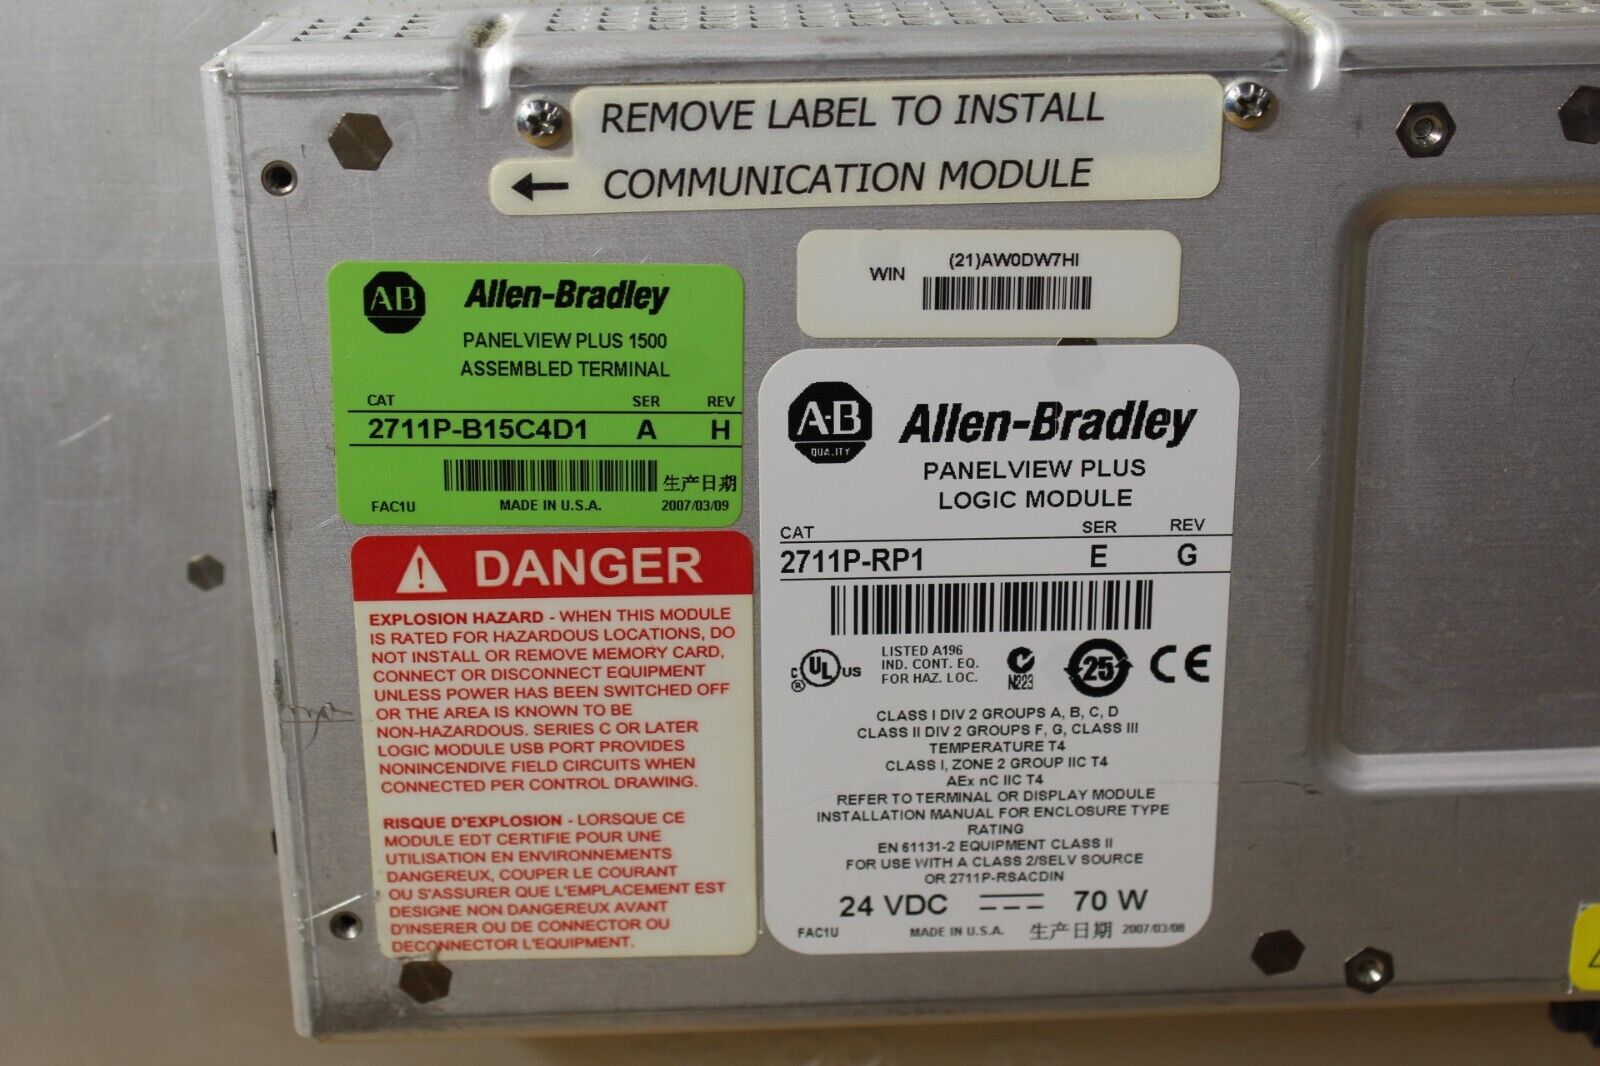 REMOVE LABEL TO INSTALL
← COMMUNICATION MODULE
WIN (21)AW0DW7HI
AB Allen-Bradley
PANELVIEW PLUS 1500
ASSEMBLED TERMINAL
CAT SER REV
2711P-B15C4D1 A H
生产日期
FAC1U MADE IN U.S.A. 2007/03/09
DANGER
EXPLOSION HAZARD - WHEN THIS MODULE
IS RATED FOR HAZARDOUS LOCATIONS, DO
NOT INSTALL OR REMOVE MEMORY CARD,
CONNECT OR DISCONNECT EQUIPMENT
UNLESS POWER HAS BEEN SWITCHED OFF
OR THE AREA IS KNOWN TO BE
NON-HAZARDOUS. SERIES C OR LATER
LOGIC MODULE USB PORT PROVIDES
NONINCENDIVE FIELD CIRCUITS WHEN
CONNECTED PER CONTROL DRAWING.
RISQUE D'EXPLOSION - LORSQUE CE
MODULE EDT CERTIFIE POUR UNE
UTILISATION EN ENVIRONNEMENTS
DANGEREUX, COUPER LE COURANT
OU S'ASSURER QUE L'EMPLACEMENT EST
DESIGNE NON DANGEREUX AVANT
D'INSERER OU DE CONNECTOR OU
DECONNECTOR L'EQUIPMENT.
A-B QUALITY Allen-Bradley
PANELVIEW PLUS
LOGIC MODULE
CAT SER REV
2711P-RP1 E G
C UL US ®
LISTED A196
IND. CONT. EQ.
FOR HAZ. LOC.
N223
25
CE
CLASS I DIV 2 GROUPS A, B, C, D
CLASS II DIV 2 GROUPS F, G, CLASS III
TEMPERATURE T4
CLASS I, ZONE 2 GROUP IIC T4
AEx nC IIC T4
REFER TO TERMINAL OR DISPLAY MODULE
INSTALLATION MANUAL FOR ENCLOSURE TYPE
RATING
EN 61131-2 EQUIPMENT CLASS II
FOR USE WITH A CLASS 2/SELV SOURCE
OR 2711P-RSACDIN
24 VDC 70 W
FAC1U MADE IN U.S.A. 生产日期 2007/03/08